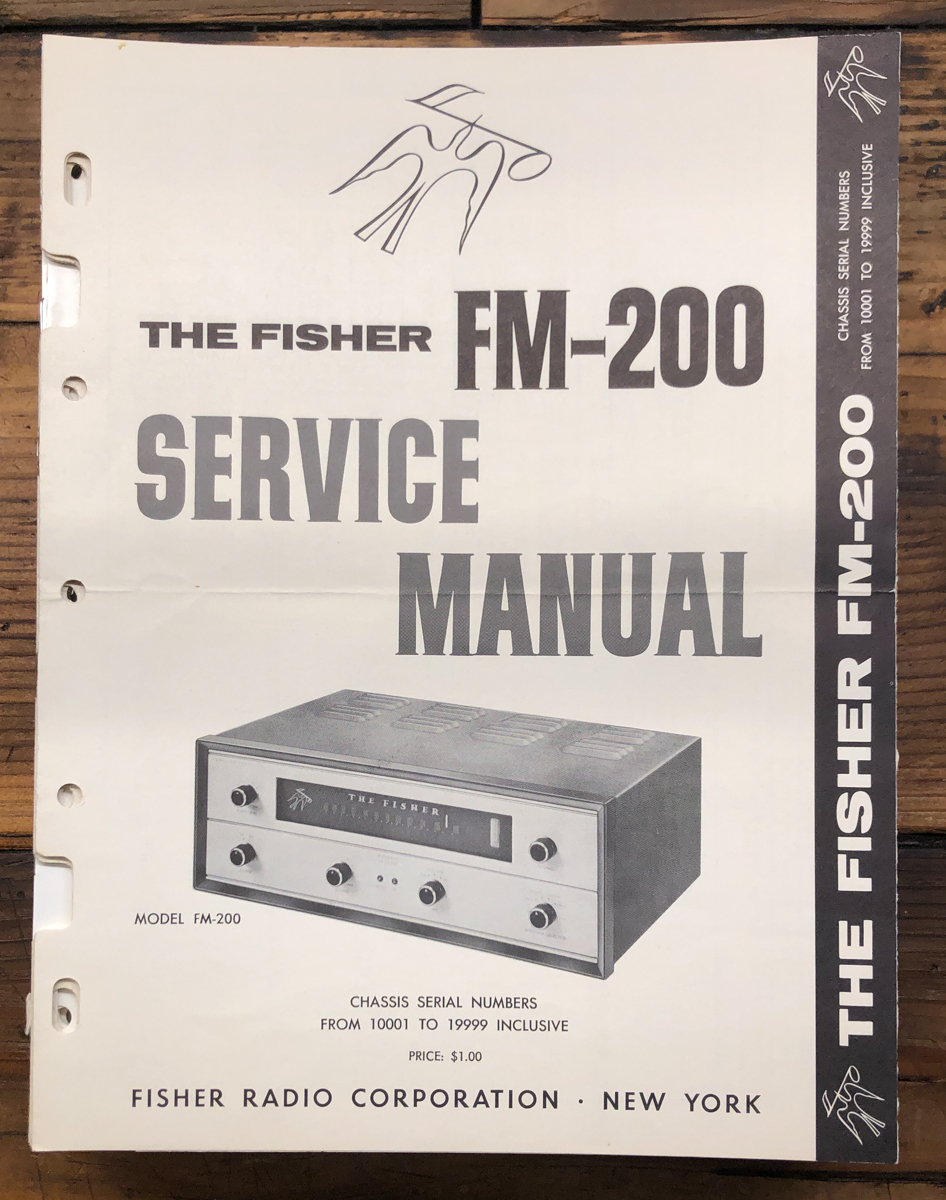 THE FISHER FM-200
SERVICE
MANUAL
THE FISHER
MODEL FM-200
CHASSIS SERIAL NUMBERS
FROM 10001 TO 19999 INCLUSIVE
PRICE: $1.00
FISHER RADIO CORPORATION · NEW YORK
THE FISHER FM-200
CHASSIS SERIAL NUMBERS
FROM 10001 TO 19999 INCLUSIVE